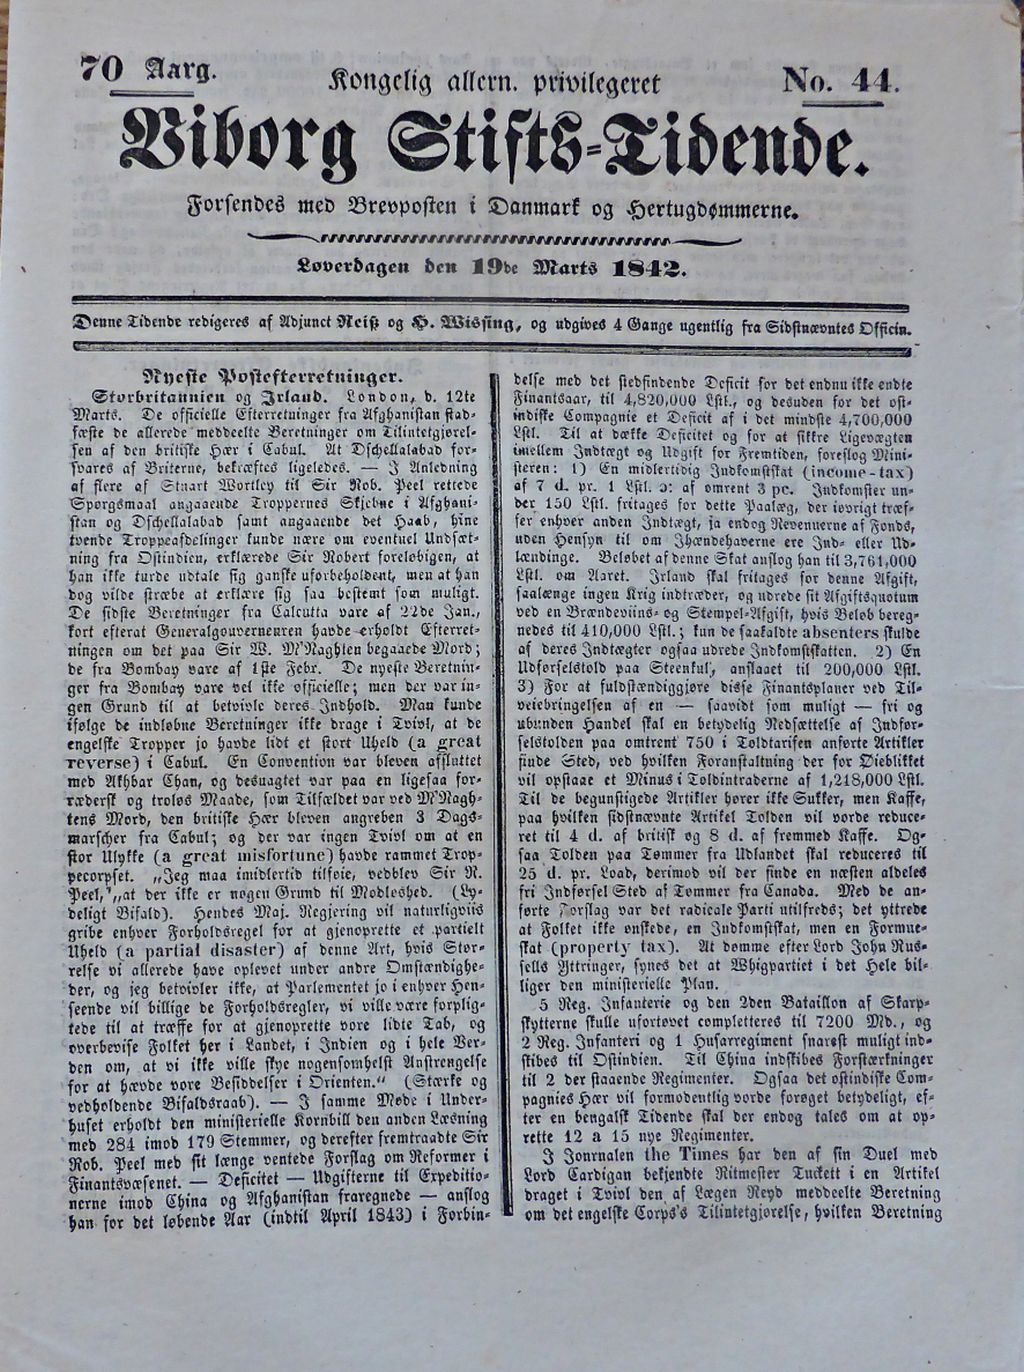 70 Aarg.
Kongelig allern. privilegeret
No. 44.
Viborg Stifts-Tidende.
Forsendes med Brevposten i Danmark og Hertugdømmerne.
Løverdagen den 19de Marts 1842.
Denne Tidende redigeres af Adjunct Reiß og H. Wissing, og udgives 4 Gange ugentlig fra Sidstnævntes Officin.
Nyeste Postefterretninger.
Storbritannien og Irland. London, d. 12te
Marts. De officielle Efterretninger fra Afghanistan stad-
fæste de allerede meddeelte Beretninger om Tilintetgjørel-
sen af den britiske Hær i Cabul. At Dschellalabad for-
svares af Briterne, bekræftes ligeledes. — I Anledning
af flere af Stuart Wortley til Sir Rob. Peel rettede
Spørgsmaal angaaende Troppernes Skjebne i Afghani-
stan og Dschellalabad samt angaaende det Haab, hine
tvende Troppeafdelinger kunde nære om eventuel Undsæt-
ning fra Ostindien, erklærede Sir Robert foreløbigen, at
han ikke turde udtale sig ganske uforbeholdent, men at han
dog vilde stræbe at erklære sig saa bestemt som muligt.
De sidste Beretninger fra Calcutta vare af 22de Jan.,
kort efterat Generalgouverneuren havde erholdt Efterret-
ningen om det paa Sir W. M'Naghten begaaede Mord;
de fra Bombay vare af 1ste Febr. De nyeste Beretnin-
ger fra Bombay vare vel ikke officielle; men der var in-
gen Grund til at betvivle deres Indhold. Man kunde
ifølge de indløbne Beretninger ikke drage i Tvivl, at de
engelske Tropper jo havde lidt et stort Uheld (a great
reverse) i Cabul. En Convention var bleven affluttet
med Akhbar Chan, og desuagtet var paa en ligesaa for-
rædersk og troløs Maade, som Tilfældet var ved M'Nagh-
tens Mord, den britiske Hær bleven angreben 3 Dags-
marscher fra Cabul; og der var ingen Tvivl om at en
stor Ulykke (a great misfortune) havde rammet Trop-
pecorpset. „Jeg maa imidlertid tilføie, vedblev Sir R.
Peel, „at der ikke er nogen Grund til Modløshed. (Ly-
deligt Bifald). Hendes Maj. Regjering vil naturligviis
gribe enhver Forholdsregel for at gjenoprette et partielt
Uheld (a partial disaster) af denne Art, hvis Stør-
relse vi allerede have oplevet under andre Omstændighe-
der, og jeg betvivler ikke, at Parlementet jo i enhver Hen-
seende vil billige de Forholdsregler, vi ville være forplig-
tede til at træffe for at gjenoprette vore lidte Tab, og
overbevise Folket her i Landet, i Indien og i hele Ver-
den om, at vi ikke ville skye nogensomhelst Anstrengelse
for at hævde vore Besiddelser i Orienten.“ (Stærke og
vedholdende Bifaldsraab). — I samme Møde i Under-
huset erholdt den ministerielle Kornbill den anden Læsning
med 284 imod 179 Stemmer, og derefter fremtraadte Sir
Rob. Peel med sit længe ventede Forslag om Reformer i
Finantsvæsenet. — Deficitet — Udgifterne til Expeditio-
nerne imod China og Afghanistan fraregnede — anslog
han for det løbende Aar (indtil April 1843) i Forbin-
delse med det stedfindende Deficit for det endnu ikke endte
Finantsaar, til 4,820,000 Lstl., og desuden for det ost-
indiske Compagnie et Deficit af i det mindste 4,700,000
Lstl. Til at dække Deficitet og for at sikkre Ligevægten
imellem Indtægt og Udgift for Fremtiden, foreslog Mini-
steren: 1) En midlertidig Indkomstskat (income-tax)
af 7 d. pr. 1 Lstl. ɔ: af omtrent 3 pc. Indkomster un-
der 150 Lstl. fritages for dette Paalæg, der iøvrigt træf-
fer enhver anden Indtægt, ja endog Revenuerne af Fonds,
uden Hensyn til om Ihændehaverne ere Ind- eller Ud-
lændinge. Beløbet af denne Skat anslog han til 3,761,000
Lstl. om Aaret. Irland skal fritages for denne Afgift,
saalænge ingen Krig indtræder, og udrede sit Afgiftsquotum
ved en Brændeviins- og Stempel-Afgift, hvis Beløb bereg-
nedes til 410,000 Lstl.; kun de saakaldte absenters skulde
af deres Indtægter ogsaa udrede Indkomstskatten. 2) En
Udførselstold paa Steenkul, anslaaet til 200,000 Lstl.
3) For at fuldstændiggjøre disse Finantsplaner ved Til-
veiebringelsen af en — saavidt som muligt — fri og
ubunden Handel skal en betydelig Nedsættelse af Indfør-
selstolden paa omtrent 750 i Toldtarifen anførte Artikler
finde Sted, ved hvilken Foranstaltning der for Øieblikket
vil opstaae et Minus i Toldintraderne af 1,218,000 Lstl.
Til de begunstigede Artikler hører ikke Sukker, men Kaffe,
paa hvilken sidstnævnte Artikel Tolden vil vorde reduce-
ret til 4 d. af britisk og 8 d. af fremmed Kaffe. Og-
saa Tolden paa Tømmer fra Udlandet skal reduceres til
25 d. pr. Load, derimod vil der finde en næsten aldeles
fri Indførsel Sted af Tømmer fra Canada. Med de an-
førte Forslag var det radicale Parti utilfreds; det yttrede
at Folket ikke ønskede, en Indkomstskat, men en Formue-
skat (property tax). At dømme efter Lord John Rus-
sells Yttringer, synes det at Whigpartiet i det Hele bil-
liger den ministerielle Plan.
5 Reg. Infanterie og den 2den Bataillon af Skarp-
skytterne skulle ufortøvet completteres til 7200 Md., og
2 Reg. Infanteri og 1 Husarregiment snarest muligt ind-
skibes til Ostindien. Til China indskibes Forstærkninger
til 2 derstaaende Regimenter. Ogsaa det ostindiske Com-
pagnies Hær vil formodentlig vorde forøget betydeligt, ef-
ter en bengalsk Tidende skal der endog tales om at op-
rette 12 a 15 nye Regimenter.
I Journalen the Times har den af sin Duel med
Lord Cardigan bekjendte Ritmester Tuckett i en Artikel
draget i Tvivl den af Lægen Reyd meddeelte Beretning
om det engelske Corps's Tilintetgjørelse, hvilken Beretning